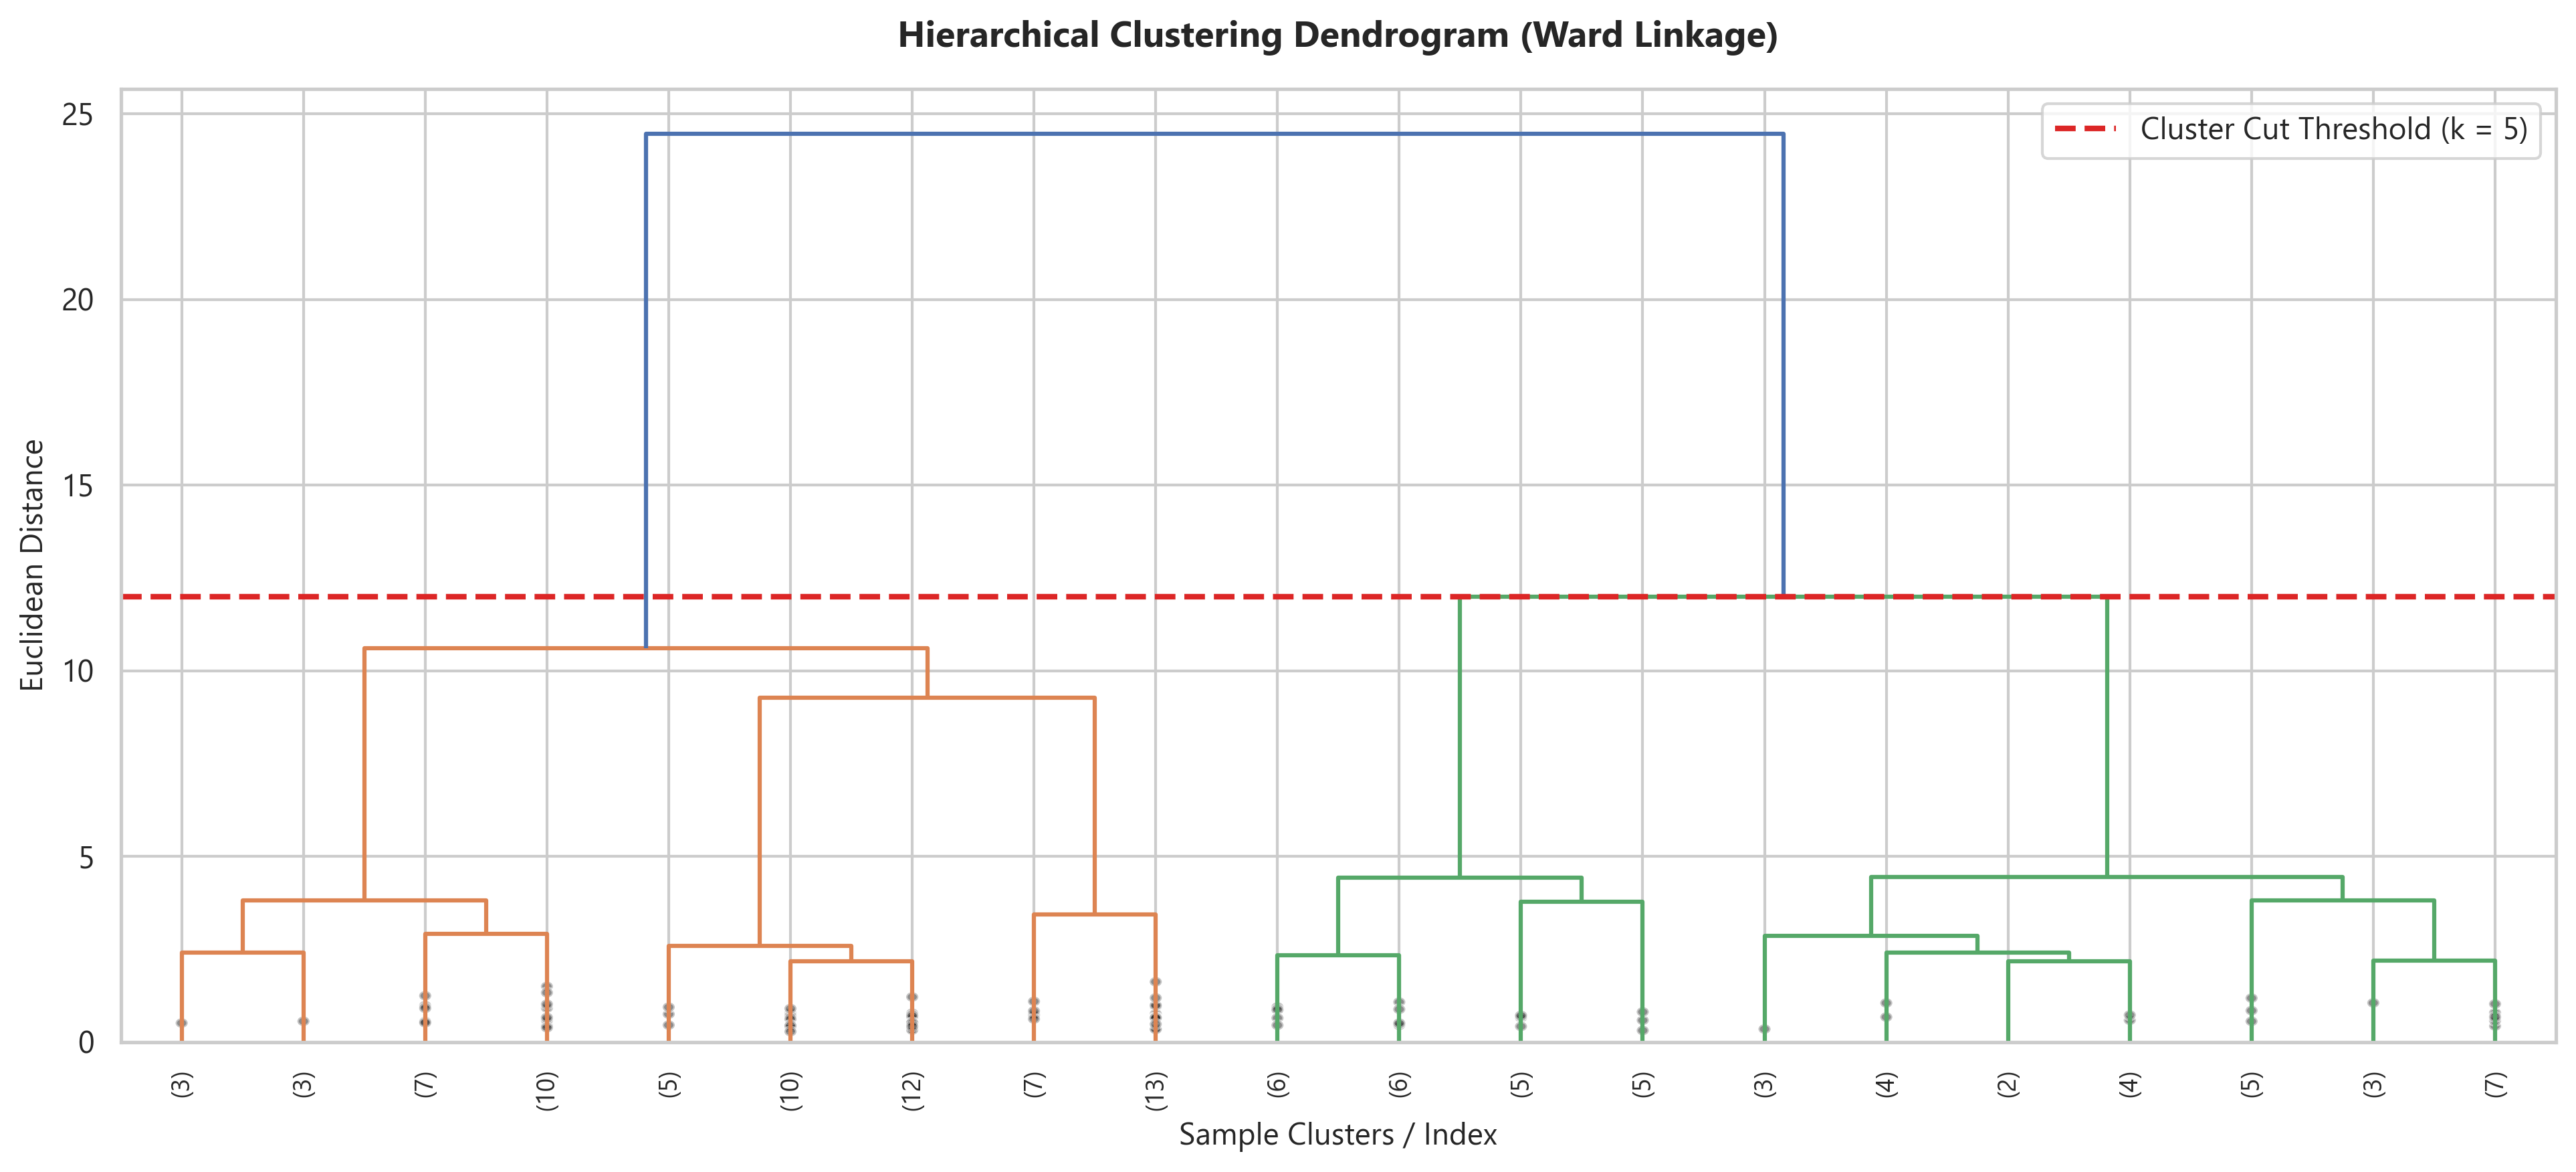 Hierarchical Clustering Dendrogram (Ward Linkage)
Cluster Cut Threshold (k = 5)
Euclidean Distance
25
20
15
10
5
0
(3) (3) (7) (10) (5) (10) (12) (7) (13) (6) (6) (5) (5) (3) (4) (2) (4) (5) (3) (7)
Sample Clusters / Index